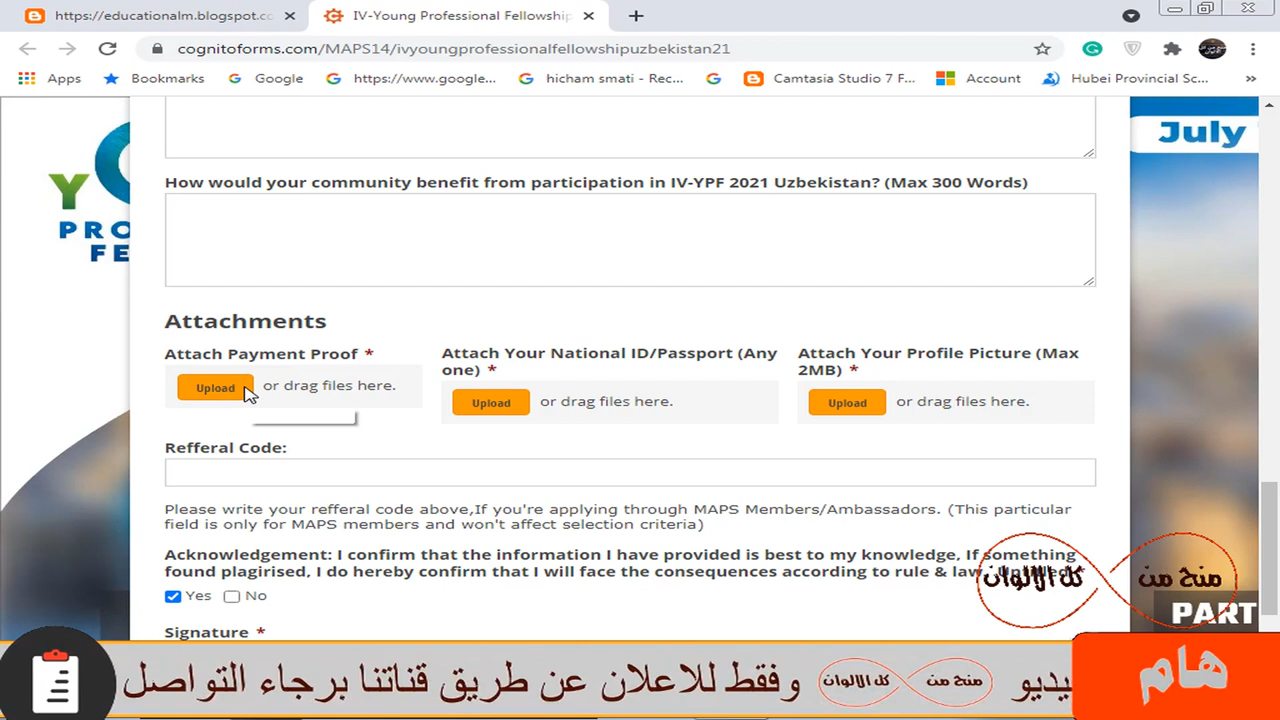 https://educationalm.blogspot.cc
IV-Young Professional Fellowship
cognitoforms.com/MAPS14/ivyoungprofessionalfellowshipuzbekistan21
Apps
Bookmarks
Google
https://www.google...
hicham smati - Rec...
Camtasia Studio 7 F...
Account
Hubei Provincial Sc...
»
Y
PRO
FE
July
How would your community benefit from participation in IV-YPF 2021 Uzbekistan? (Max 300 Words)
Attachments
Attach Payment Proof *
Upload or drag files here.
Attach Your National ID/Passport (Any
one) *
Upload or drag files here.
Attach Your Profile Picture (Max
2MB) *
Upload or drag files here.
Refferal Code:
Please write your refferal code above,If you're applying through MAPS Members/Ambassadors. (This particular
field is only for MAPS members and won't affect selection criteria)
Acknowledgement: I confirm that the information I have provided is best to my knowledge, If something
found plagirised, I do hereby confirm that I will face the consequences according to rule & law.
Yes No
منح من كل الالوان
PART
Signature *
يديو
منح من كل الالوان
وفقط للاعلان عن طريق قناتنا برجاء التواصل
هام